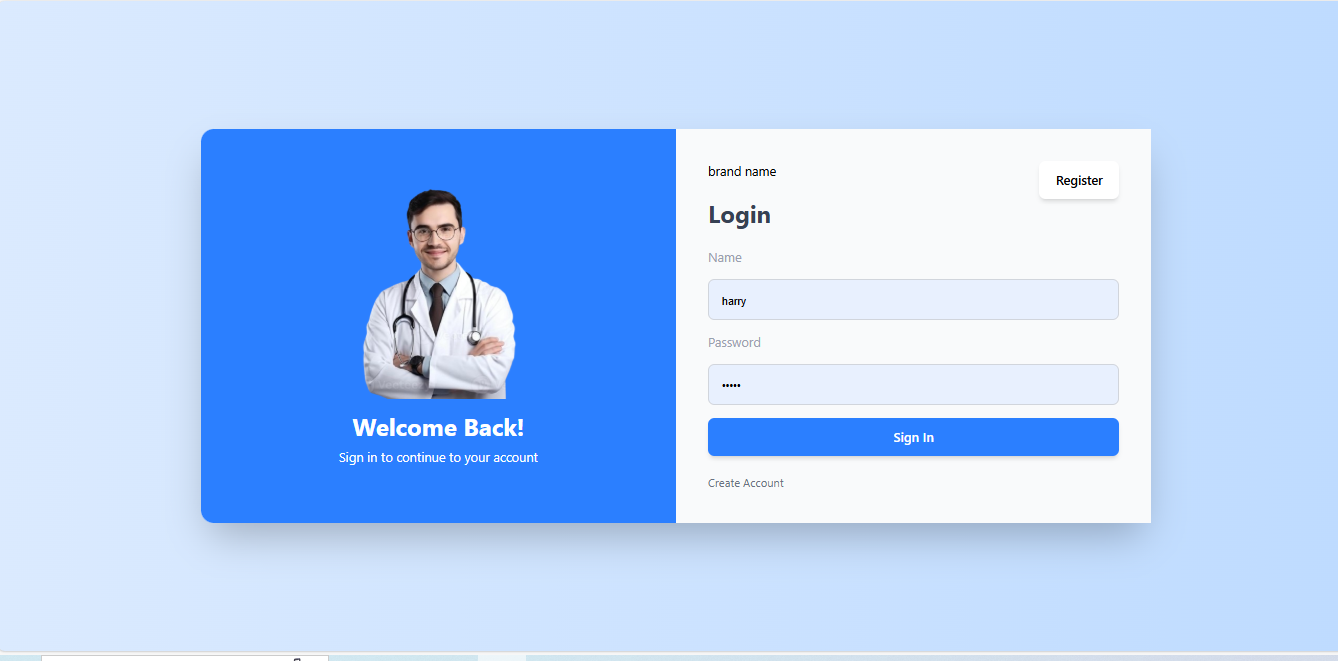 brand name
Register
Login
Name
harry
Password
•••••
Sign In
Create Account
Welcome Back!
Sign in to continue to your account